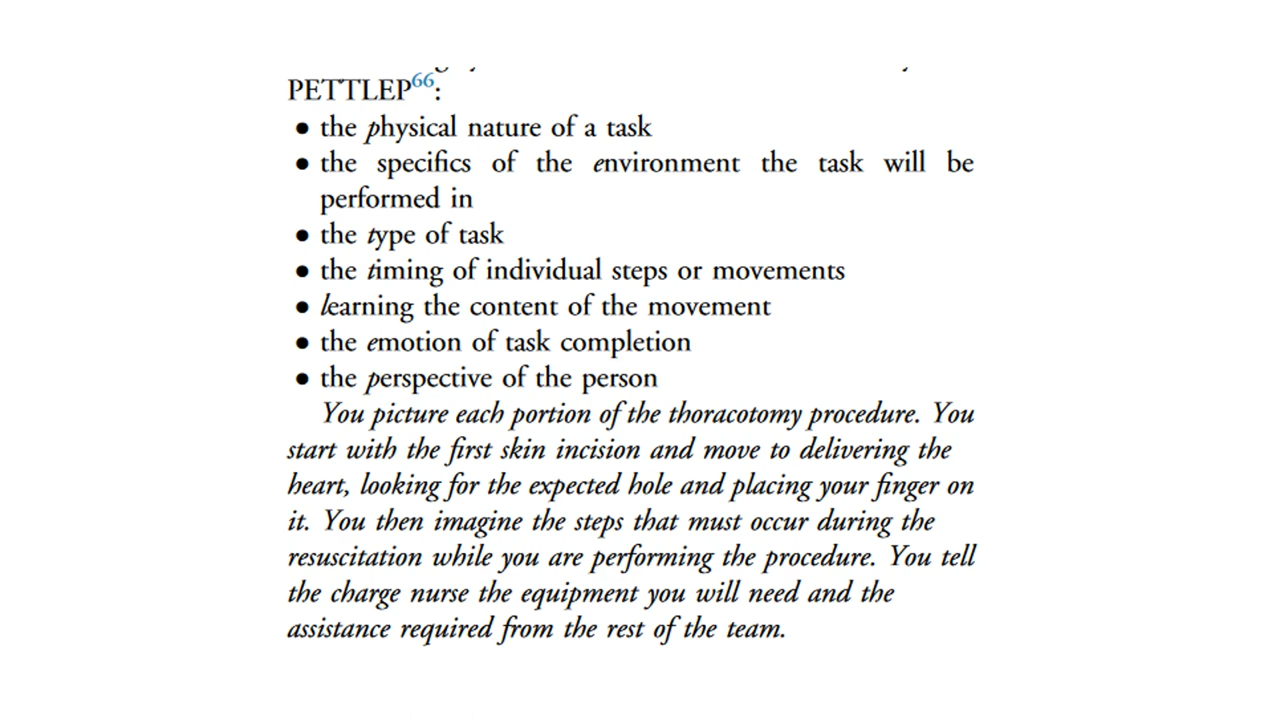 PETTLEP66:
• the physical nature of a task
• the specifics of the environment the task will be
performed in
• the type of task
• the timing of individual steps or movements
• learning the content of the movement
• the emotion of task completion
• the perspective of the person
You picture each portion of the thoracotomy procedure. You
start with the first skin incision and move to delivering the
heart, looking for the expected hole and placing your finger on
it. You then imagine the steps that must occur during the
resuscitation while you are performing the procedure. You tell
the charge nurse the equipment you will need and the
assistance required from the rest of the team.